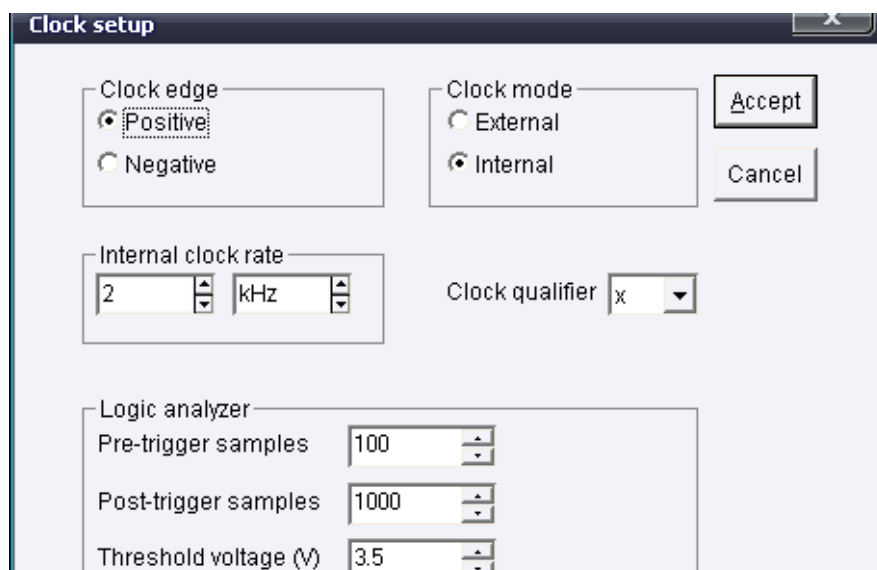 Clock setup
x
Clock edge
Positive
Negative
Clock mode
External
Internal
Accept
Cancel
Internal clock rate
2
kHz
Clock qualifier
x
Logic analyzer
Pre-trigger samples
100
Post-trigger samples
1000
Threshold voltage (V)
3.5